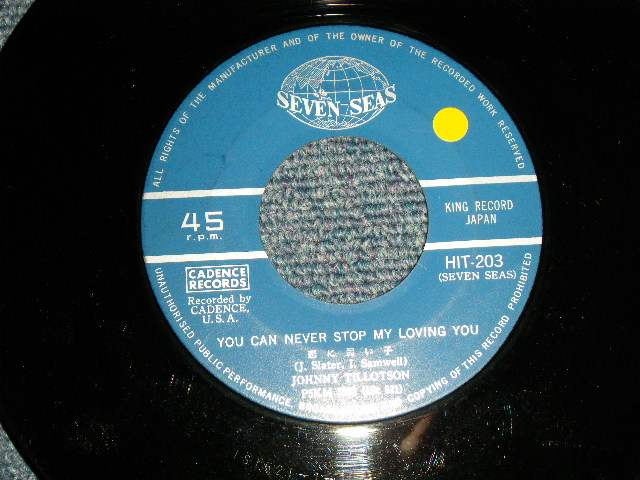 ALL RIGHTS OF THE MANUFACTURER AND OF THE OWNER OF THE RECORDED WORK RESERVED
SEVEN SEAS
45
r.p.m.
KING RECORD
JAPAN
HIT-203
(SEVEN SEAS)
CADENCE
RECORDS
Recorded by
CADENCE,
U.S.A.
YOU CAN NEVER STOP MY LOVING YOU
い子
(J. Slater, I. Samwell)
JOHNNY TILLOTSON
UNAUTHORISED PUBLIC PERFORMANCE,
COPYING OF THIS RECORD PROHIBITED